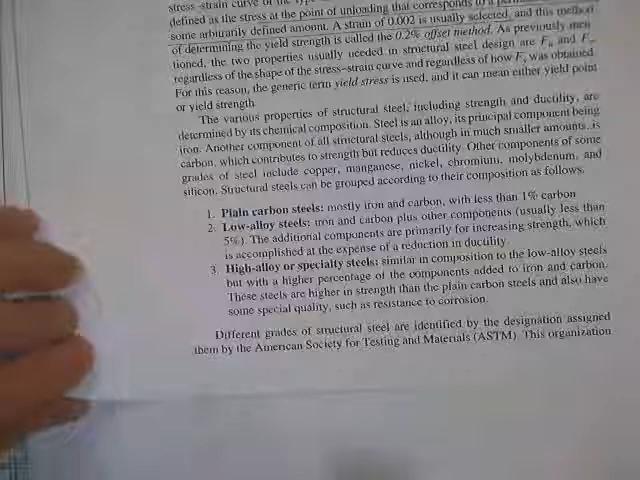 stress-strain curve of the
defined as the stress at the point of unloading that corresponds to a
some arbitrarily defined amount. A strain of 0.002 is usually selected, and this method
of determining the yield strength is called the 0.2% offset method. As previously men-
tioned, the two properties usually needed in structural steel design are Fu and Fy,
regardless of the shape of the stress-strain curve and regardless of how Fy was obtained.
For this reason, the generic term yield stress is used, and it can mean either yield point
or yield strength.
The various properties of structural steel, including strength and ductility, are
determined by its chemical composition. Steel is an alloy, its principal component being
iron. Another component of all structural steels, although in much smaller amounts, is
carbon, which contributes to strength but reduces ductility. Other components of some
grades of steel include copper, manganese, nickel, chromium, molybdenum, and
silicon. Structural steels can be grouped according to their composition as follows.
1. Plain carbon steels: mostly iron and carbon, with less than 1% carbon
2. Low-alloy steels: iron and carbon plus other components (usually less than
5%). The additional components are primarily for increasing strength, which
is accomplished at the expense of a reduction in ductility.
3. High-alloy or specialty steels: similar in composition to the low-alloy steels
but with a higher percentage of the components added to iron and carbon.
These steels are higher in strength than the plain carbon steels and also have
some special quality, such as resistance to corrosion.
Different grades of structural steel are identified by the designation assigned
them by the American Society for Testing and Materials (ASTM). This organization